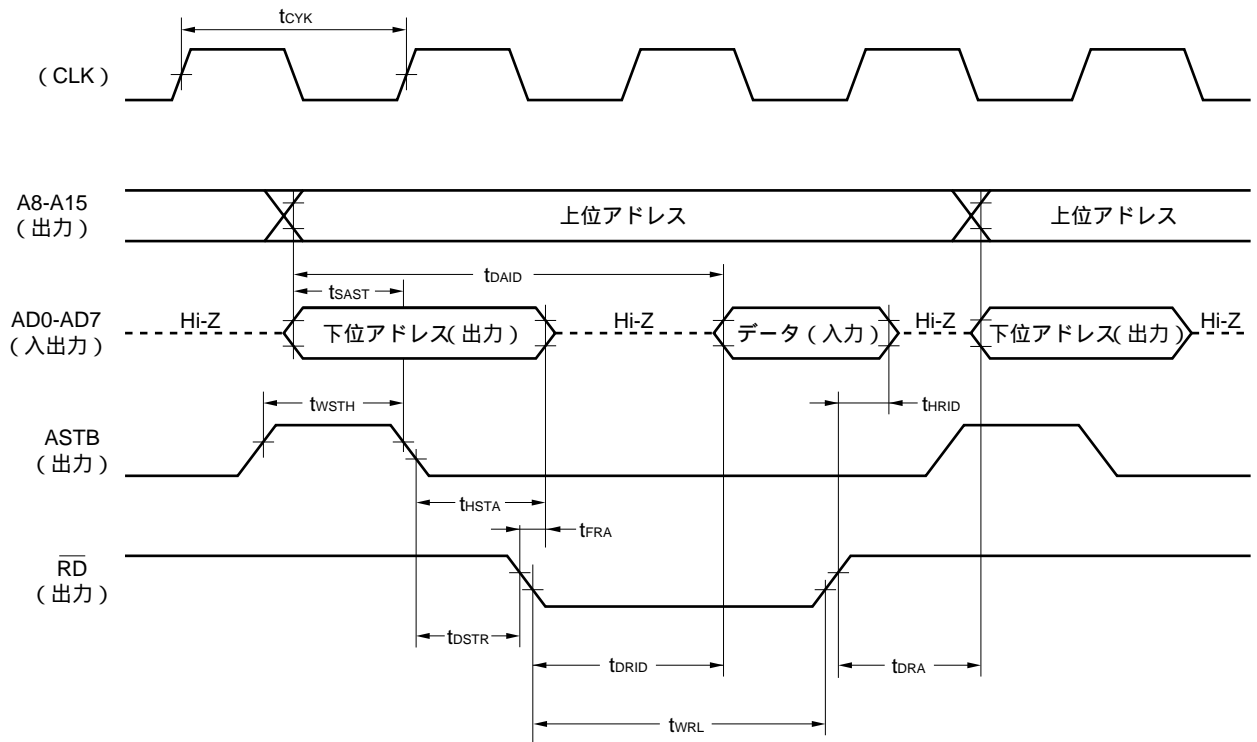 tCYK
（CLK）
A8-A15
（出力）
上位アドレス
上位アドレス
tDAID
tSAST
AD0-AD7
（入出力）
Hi-Z
下位アドレス（出力）
Hi-Z
データ（入力）
Hi-Z
下位アドレス（出力）
Hi-Z
tWSTH
tHRID
ASTB
（出力）
tHSTA
tFRA
RD
（出力）
tDSTR
tDRID
tDRA
tWRL